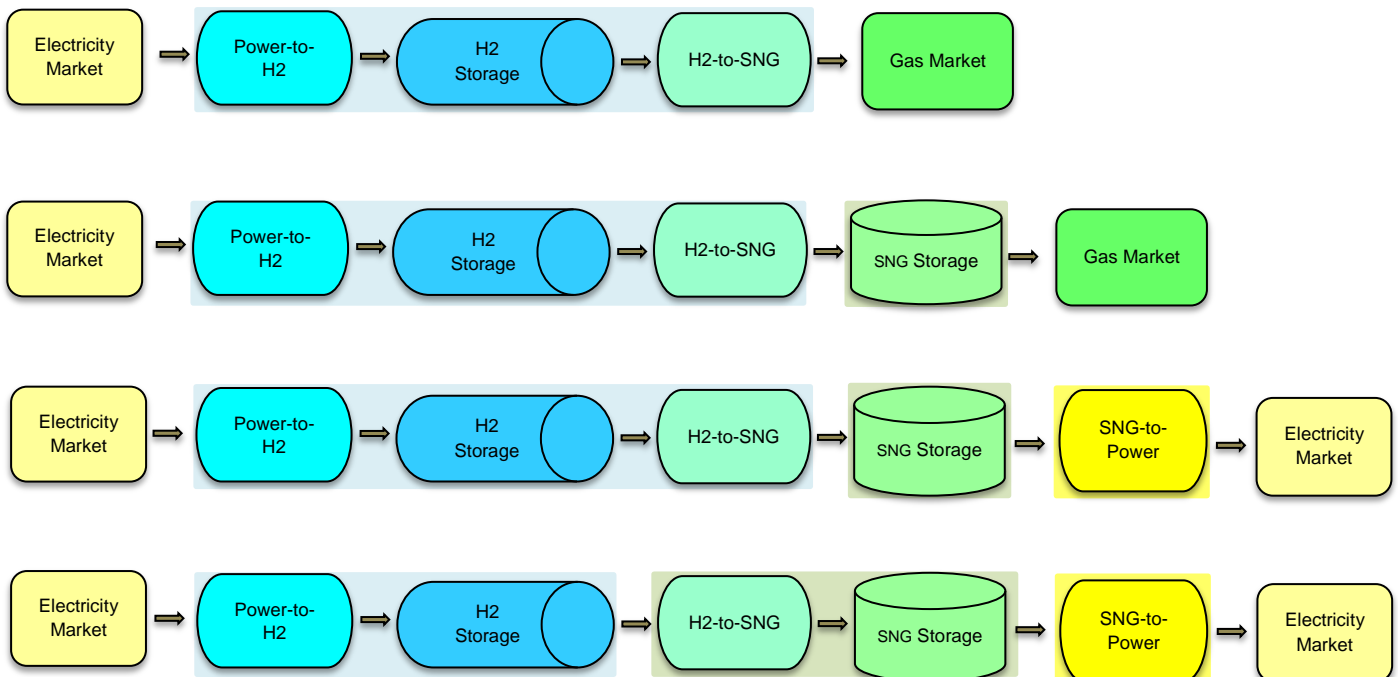 Electricity
Market
Power-to-
H2
H2
Storage
H2-to-SNG
Gas Market
Electricity
Market
Power-to-
H2
H2
Storage
H2-to-SNG
SNG Storage
Gas Market
Electricity
Market
Power-to-
H2
H2
Storage
H2-to-SNG
SNG Storage
SNG-to-
Power
Electricity
Market
Electricity
Market
Power-to-
H2
H2
Storage
H2-to-SNG
SNG Storage
SNG-to-
Power
Electricity
Market